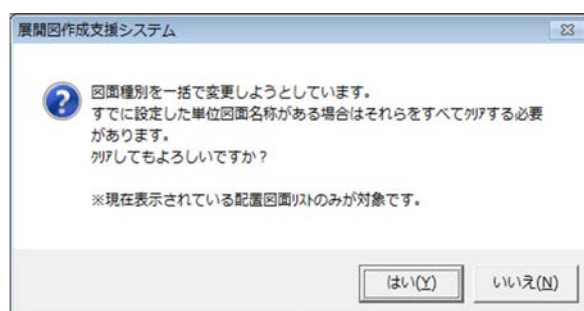 展開図作成支援システム
図面種別を一括で変更しようとしています。
すでに設定した単位図面名称がある場合はそれらをすべてｸﾘｱする必要
があります。
ｸﾘｱしてもよろしいですか？
※現在表示されている配置図面ﾘｽﾄのみが対象です。
はい(Y)
いいえ(N)